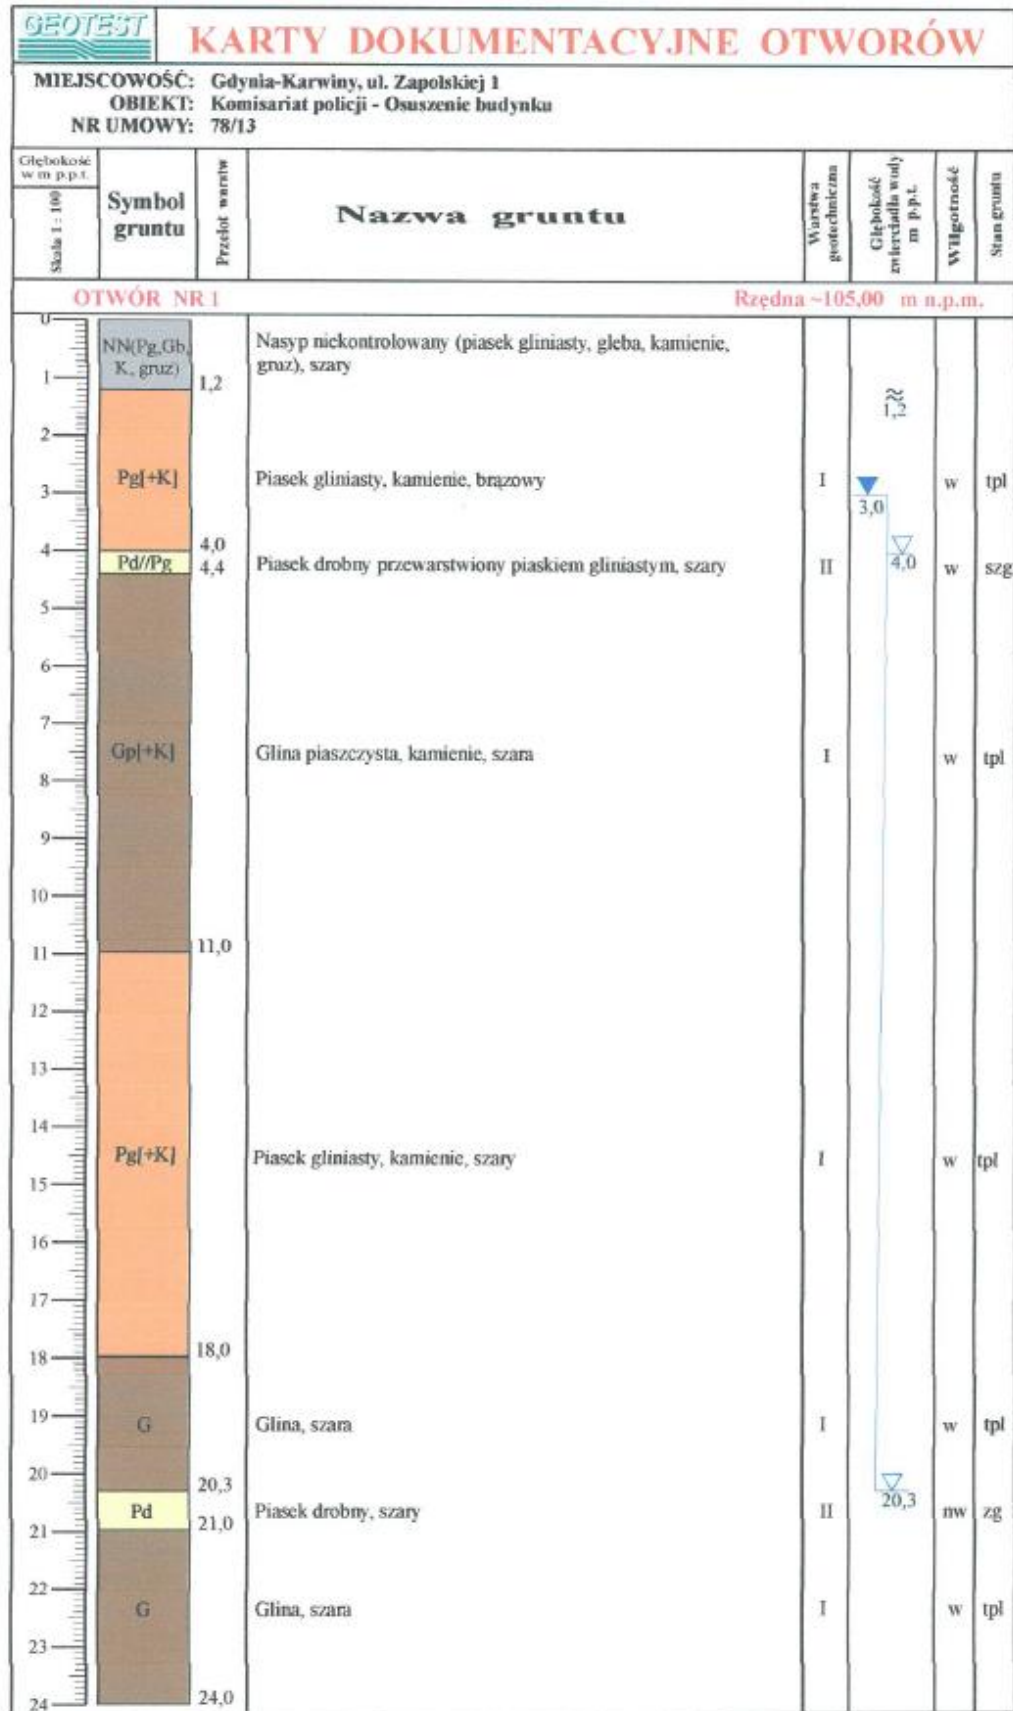 GEOTEST
KARTY DOKUMENTACYJNE OTWORÓW
MIEJSCOWOŚĆ: Gdynia-Karwiny, ul. Zapolskiej 1
OBIEKT: Komisariat policji - Osuszenie budynku
NR UMOWY: 78/13
Głębokość
w m p.p.t.
Skala 1 : 100
Symbol
gruntu
Przelot warstw
Nazwa gruntu
Warstwa
geotechniczna
Głębokość
zwierciadła wody
m p.p.t.
Wilgotność
Stan gruntu
OTWÓR NR 1 Rzędna ~105,00 m n.p.m.
0
NN(Pg,Gb,
K, gruz)
Nasyp niekontrolowany (piasek gliniasty, gleba, kamienie,
gruz), szary
1
1,2
1,2
2
Pg[+K] Piasek gliniasty, kamienie, brązowy I w tpl
3
3,0
4
4,0
Pd//Pg Piasek drobny przewarstwiony piaskiem gliniastym, szary II 4,0 w szg
4,4
5
6
7
Gp[+K] Glina piaszczysta, kamienie, szara I w tpl
8
9
10
11
11,0
12
13
14
Pg[+K] Piasek gliniasty, kamienie, szary I w tpl
15
16
17
18
18,0
19
G Glina, szara I w tpl
20
20,3
20,3
Pd Piasek drobny, szary II nw zg
21,0
21
22
G Glina, szara I w tpl
23
24
24,0